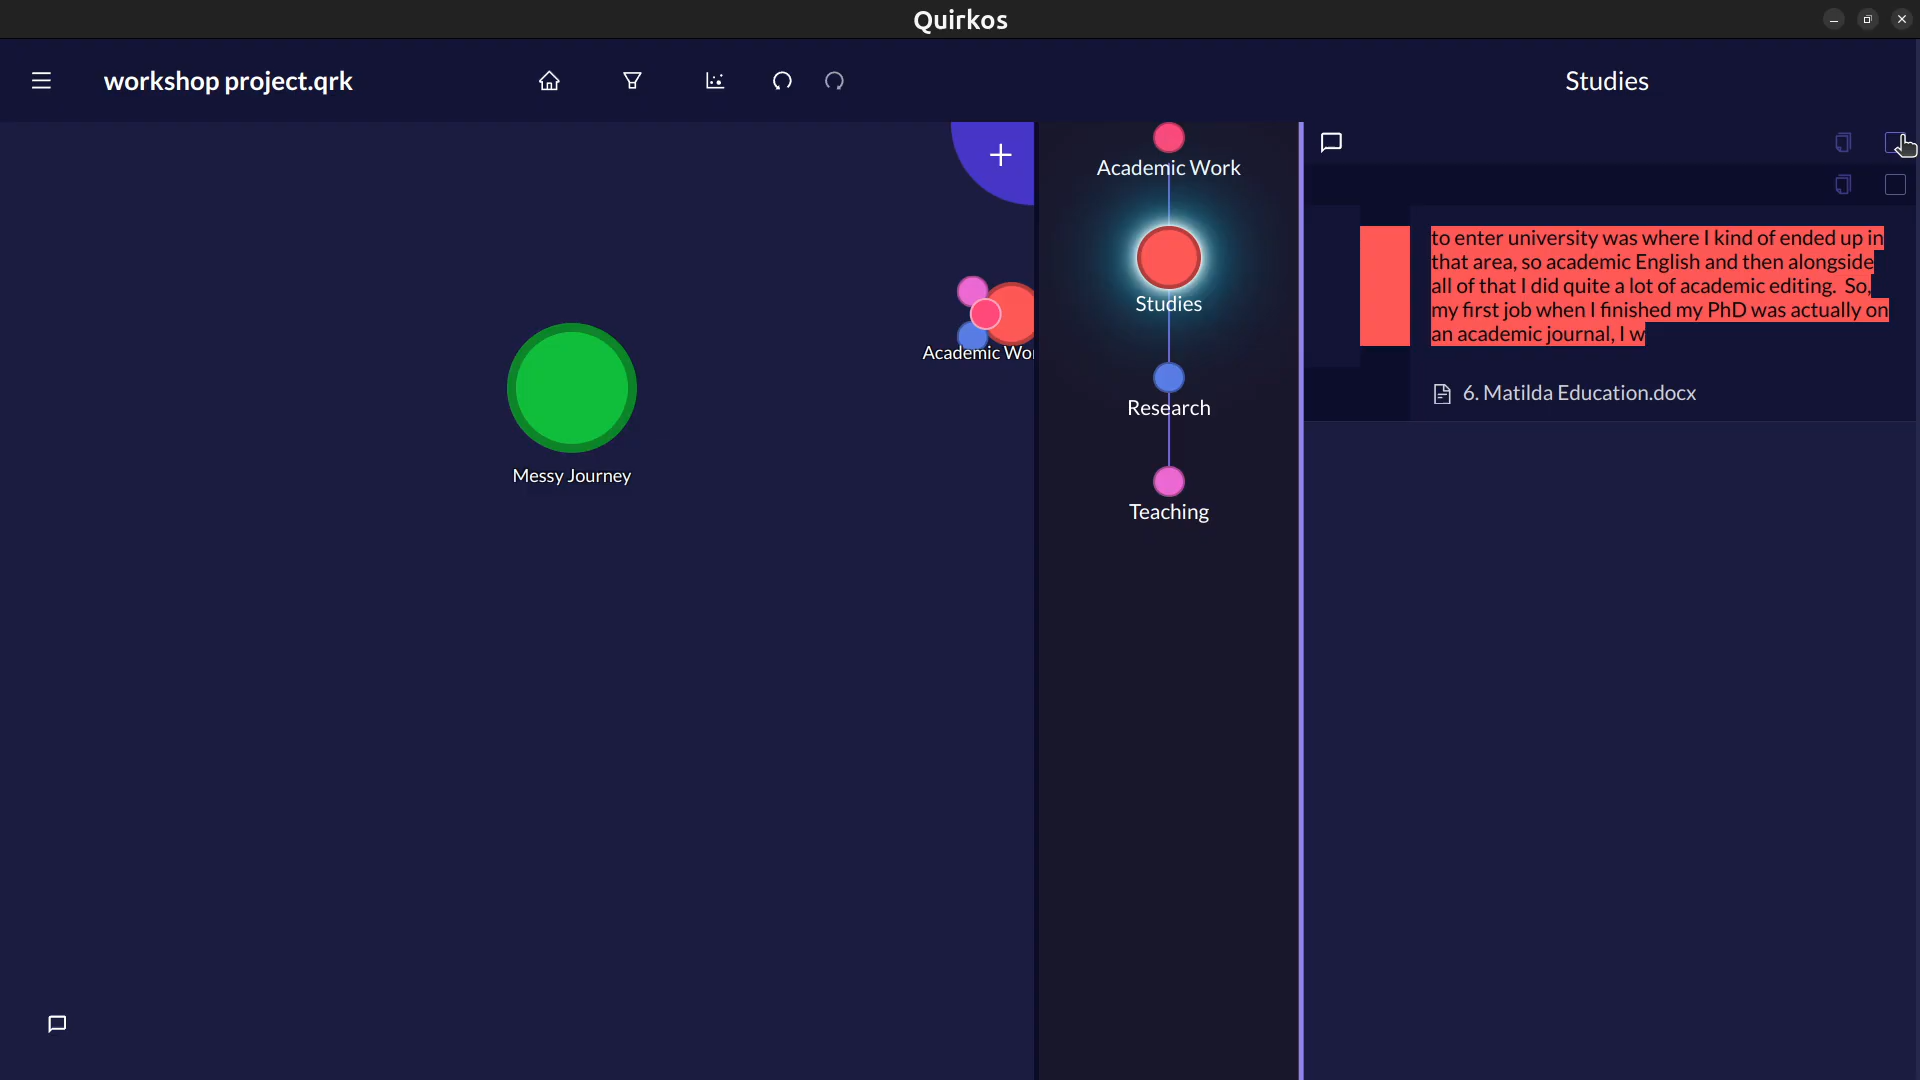 Quirkos
workshop project.qrk
Studies
Academic Work
Studies
Research
Teaching
Academic Wor
Messy Journey
to enter university was where I kind of ended up in
that area, so academic English and then alongside
all of that I did quite a lot of academic editing.  So,
my first job when I finished my PhD was actually on
an academic journal, I w
6. Matilda Education.docx